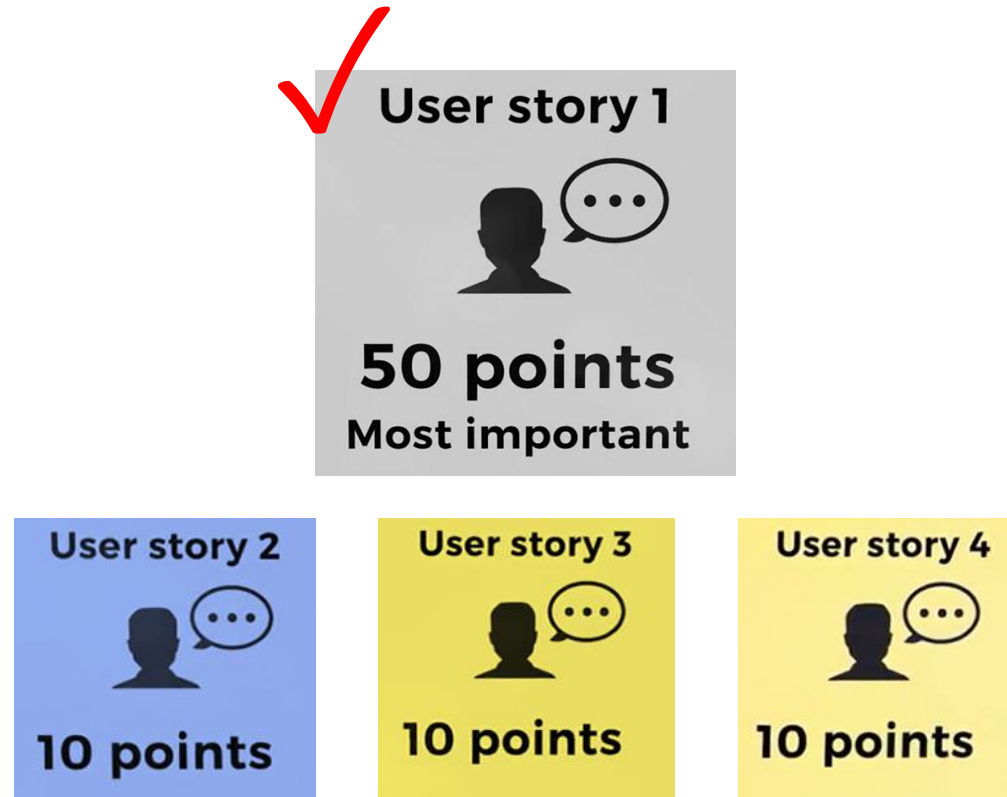 User story 1
50 points
Most important
User story 2
10 points
User story 3
10 points
User story 4
10 points